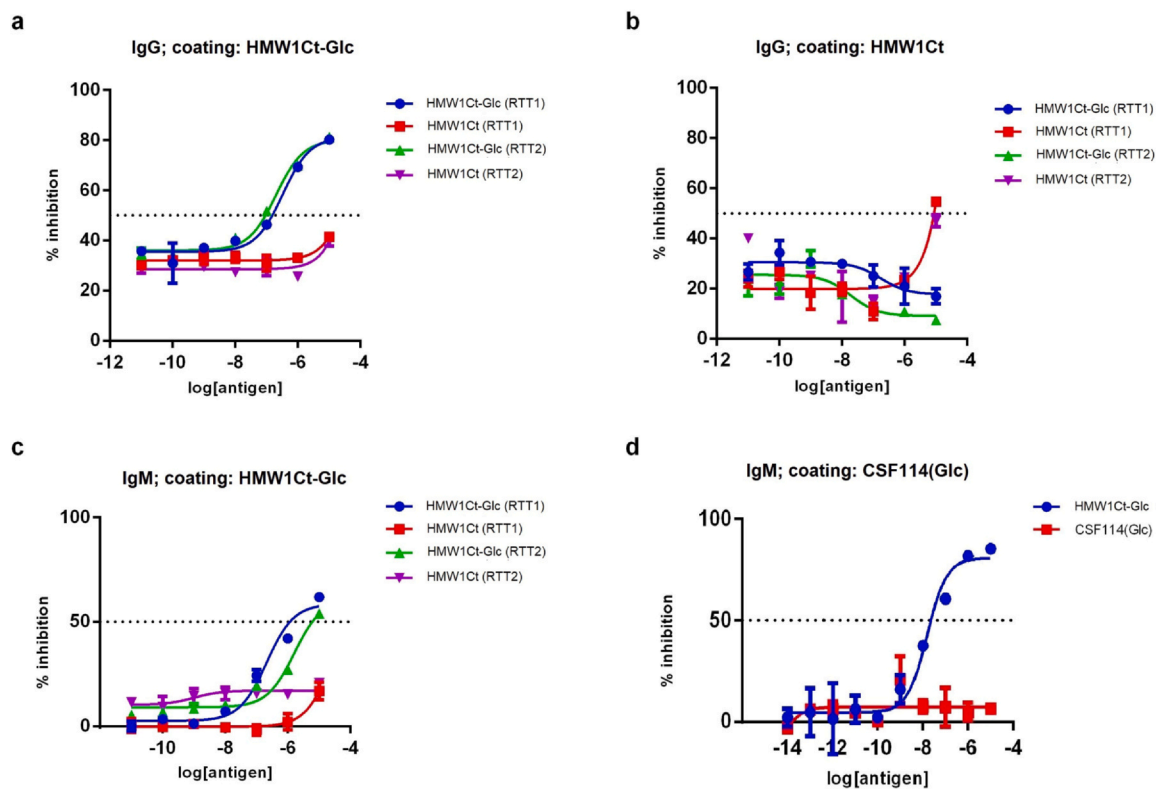 a
IgG; coating: HMW1Ct-Glc
% inhibition
100
80
60
40
20
0
-12
-10
-8
-6
-4
log[antigen]
HMW1Ct-Glc (RTT1)
HMW1Ct (RTT1)
HMW1Ct-Glc (RTT2)
HMW1Ct (RTT2)
b
IgG; coating: HMW1Ct
% inhibition
100
80
60
40
20
0
-12
-10
-8
-6
-4
log[antigen]
HMW1Ct-Glc (RTT1)
HMW1Ct (RTT1)
HMW1Ct-Glc (RTT2)
HMW1Ct (RTT2)
c
IgM; coating: HMW1Ct-Glc
% inhibition
100
50
0
-10
-8
-6
-4
log[antigen]
HMW1Ct-Glc (RTT1)
HMW1Ct (RTT1)
HMW1Ct-Glc (RTT2)
HMW1Ct (RTT2)
d
IgM; coating: CSF114(Glc)
% inhibition
100
50
0
-14
-12
-10
-8
-6
-4
log[antigen]
HMW1Ct-Glc
CSF114(Glc)